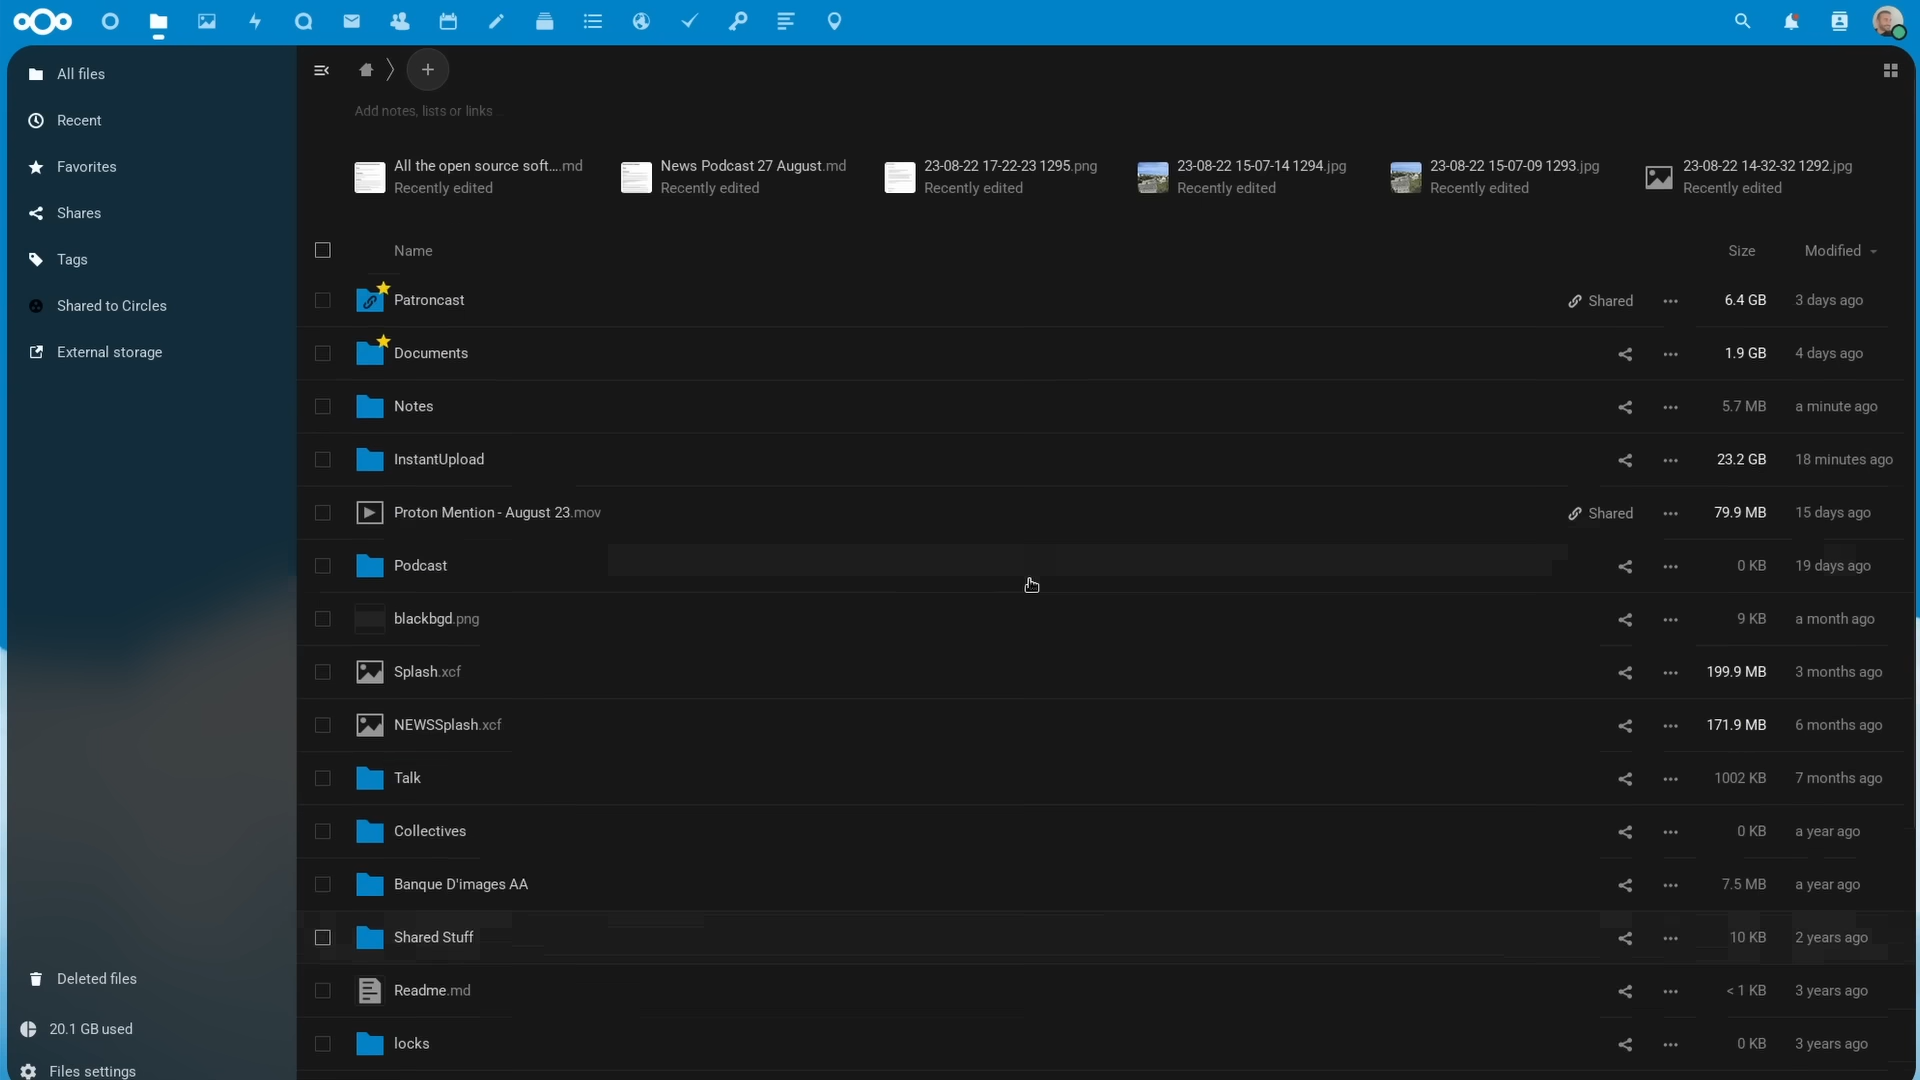 All files
Recent
Favorites
Shares
Tags
Shared to Circles
External storage
Deleted files
20.1 GB used
Files settings
Add notes, lists or links
All the open source soft....md
Recently edited
News Podcast 27 August.md
Recently edited
23-08-22 17-22-23 1295.png
Recently edited
23-08-22 15-07-14 1294.jpg
Recently edited
23-08-22 15-07-09 1293.jpg
Recently edited
23-08-22 14-32-32 1292.jpg
Recently edited
Name Size Modified
Patroncast Shared 6.4 GB 3 days ago
Documents 1.9 GB 4 days ago
Notes 5.7 MB a minute ago
InstantUpload 23.2 GB 18 minutes ago
Proton Mention - August 23.mov Shared 79.9 MB 15 days ago
Podcast 0 KB 19 days ago
blackbgd.png 9 KB a month ago
Splash.xcf 199.9 MB 3 months ago
NEWSSplash.xcf 171.9 MB 6 months ago
Talk 1002 KB 7 months ago
Collectives 0 KB a year ago
Banque D'images AA 7.5 MB a year ago
Shared Stuff 10 KB 2 years ago
Readme.md < 1 KB 3 years ago
locks 0 KB 3 years ago